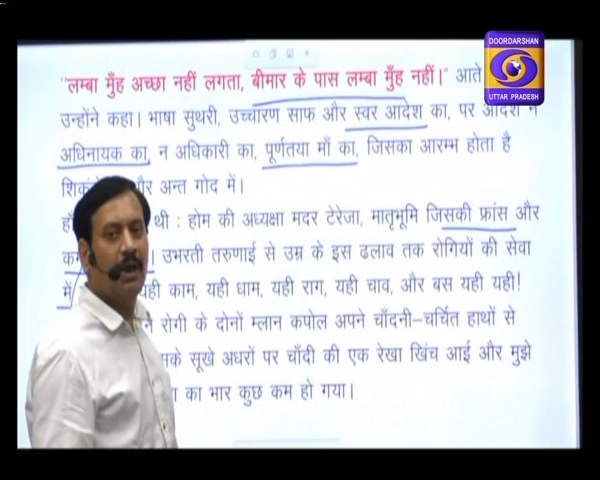 DOORDARSHAN
UTTAR PRADESH
"लम्बा मुँह अच्छा नहीं लगता, बीमार के पास लम्बा मुँह नहीं।" आते
उन्होंने कहा। भाषा सुथरी, उच्चारण साफ और स्वर आदेश का, पर आदेश न
अधिनायक का, न अधिकारी का, पूर्णतया माँ का, जिसका आरम्भ होता है
और अन्त गोद में।
थी : होम की अध्यक्षा मदर टेरेजा, मातृभूमि जिसकी फ्रांस और
उभरती तरुणाई से उम्र के इस ढलाव तक रोगियों की सेवा
में यही काम, यही धाम, यही राग, यही चाव, और बस यही यही!
रोगी के दोनों म्लान कपोल अपने चाँदनी-चर्चित हाथों से
सूखे अधरों पर चाँदी की एक रेखा खिंच आई और मुझे
का भार कुछ कम हो गया।